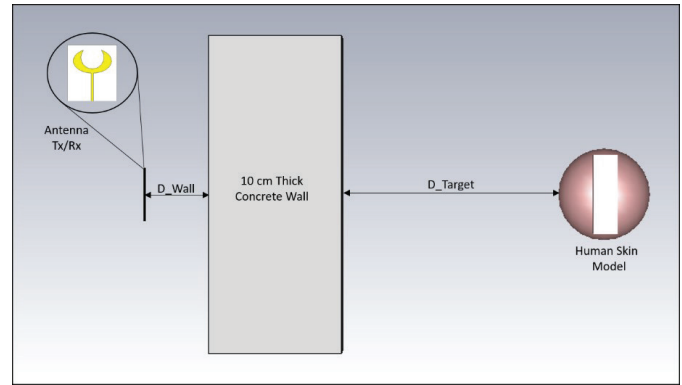 Antenna
Tx/Rx
D_Wall
10 cm Thick
Concrete Wall
D_Target
Human Skin
Model